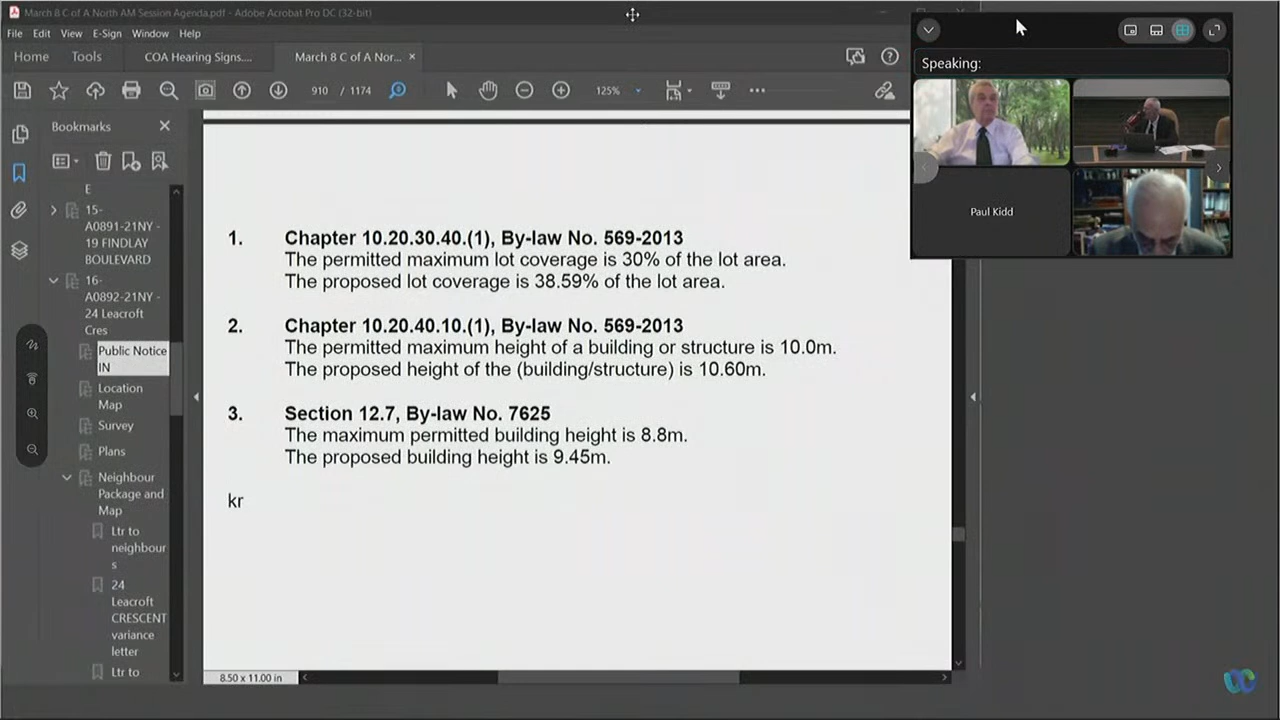 March 8 C of A North AM Session Agenda.pdf - Adobe Acrobat Pro DC (32-bit)
File Edit View E-Sign Window Help
Home Tools COA Hearing Signs.... March 8 C of A Nor... ×
910 / 1174 125%
Speaking:
Paul Kidd
Bookmarks
E
15-
A0891-21NY -
19 FINDLAY
BOULEVARD
16-
A0892-21NY -
24 Leacroft
Cres
Public Notice
IN
Location
Map
Survey
Plans
Neighbour
Package and
Map
Ltr to
neighbour
s
24
Leacroft
CRESCENT
variance
letter
Ltr to
1. Chapter 10.20.30.40.(1), By-law No. 569-2013
The permitted maximum lot coverage is 30% of the lot area.
The proposed lot coverage is 38.59% of the lot area.
2. Chapter 10.20.40.10.(1), By-law No. 569-2013
The permitted maximum height of a building or structure is 10.0m.
The proposed height of the (building/structure) is 10.60m.
3. Section 12.7, By-law No. 7625
The maximum permitted building height is 8.8m.
The proposed building height is 9.45m.
kr
8.50 x 11.00 in